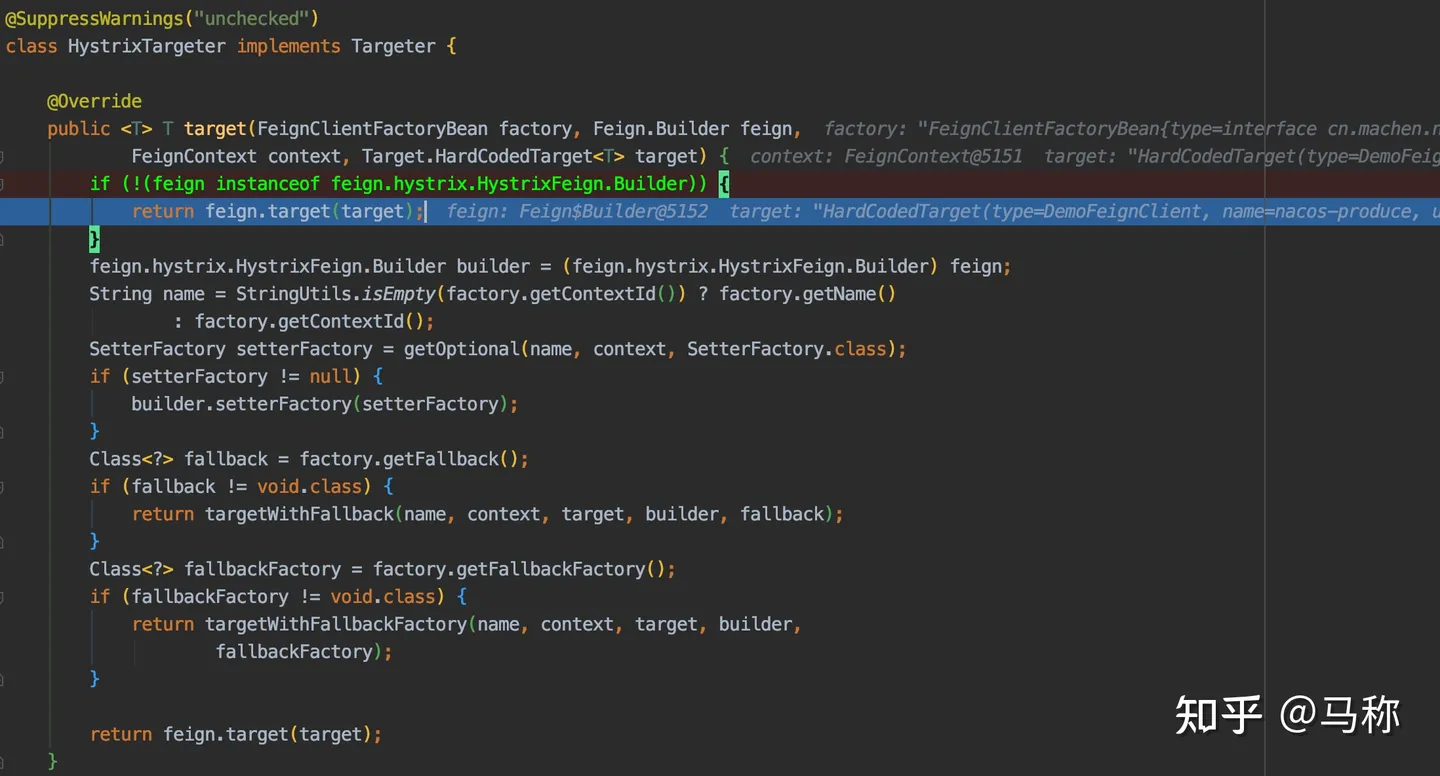 @SuppressWarnings("unchecked")
class HystrixTargeter implements Targeter {
@Override
public <T> T target(FeignClientFactoryBean factory, Feign.Builder feign,  factory: "FeignClientFactoryBean{type=interface cn.machen.n
FeignContext context, Target.HardCodedTarget<T> target) {  context: FeignContext@5151  target: "HardCodedTarget(type=DemoFeig
if (!(feign instanceof feign.hystrix.HystrixFeign.Builder)) {
return feign.target(target);  feign: Feign$Builder@5152  target: "HardCodedTarget(type=DemoFeignClient, name=nacos-produce, u
}
feign.hystrix.HystrixFeign.Builder builder = (feign.hystrix.HystrixFeign.Builder) feign;
String name = StringUtils.isEmpty(factory.getContextId()) ? factory.getName()
: factory.getContextId();
SetterFactory setterFactory = getOptional(name, context, SetterFactory.class);
if (setterFactory != null) {
builder.setterFactory(setterFactory);
}
Class<?> fallback = factory.getFallback();
if (fallback != void.class) {
return targetWithFallback(name, context, target, builder, fallback);
}
Class<?> fallbackFactory = factory.getFallbackFactory();
if (fallbackFactory != void.class) {
return targetWithFallbackFactory(name, context, target, builder,
fallbackFactory);
}
return feign.target(target);
}
知乎 @马称